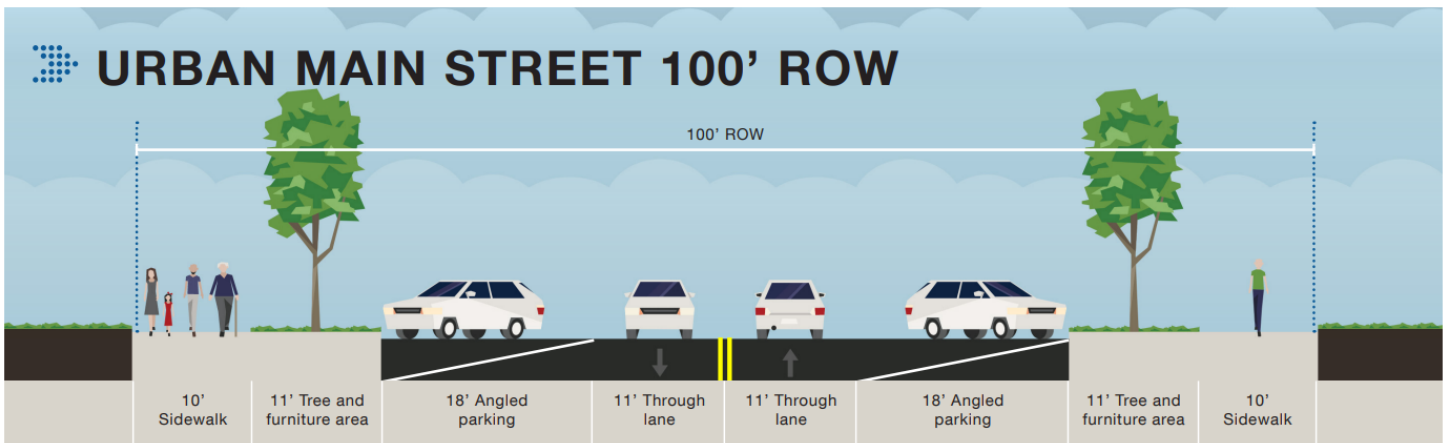 URBAN MAIN STREET 100’ ROW
100’ ROW
10’
Sidewalk
11’ Tree and
furniture area
18’ Angled
parking
11’ Through
lane
11’ Through
lane
18’ Angled
parking
11’ Tree and
furniture area
10’
Sidewalk